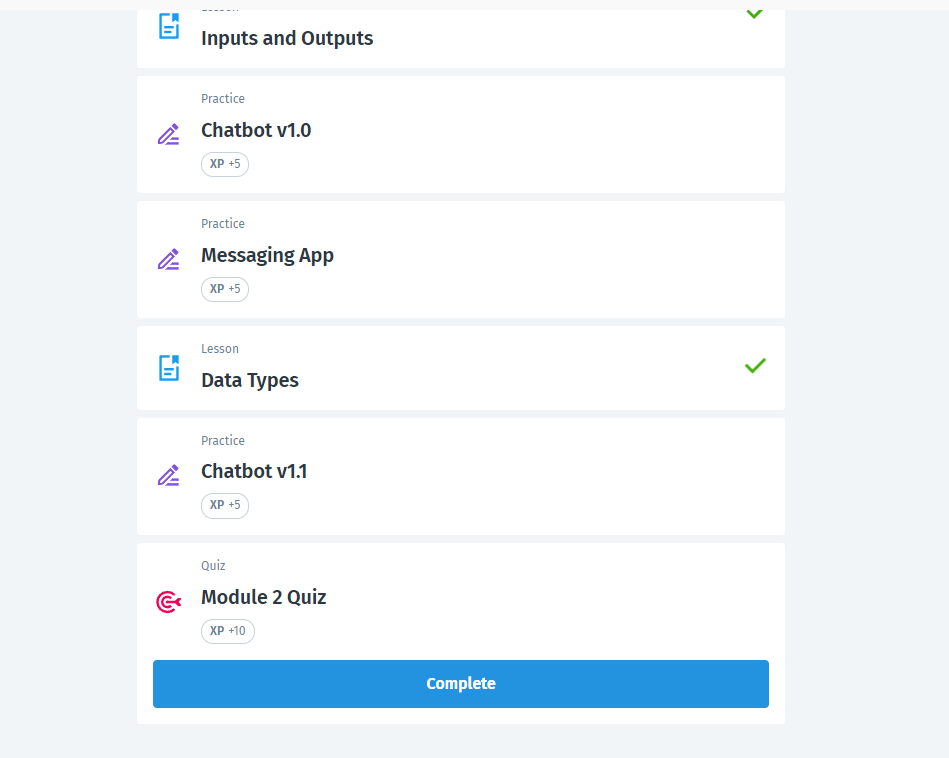 Inputs and Outputs
Practice
Chatbot v1.0
XP +5
Practice
Messaging App
XP +5
Lesson
Data Types
Practice
Chatbot v1.1
XP +5
Quiz
Module 2 Quiz
XP +10
Complete